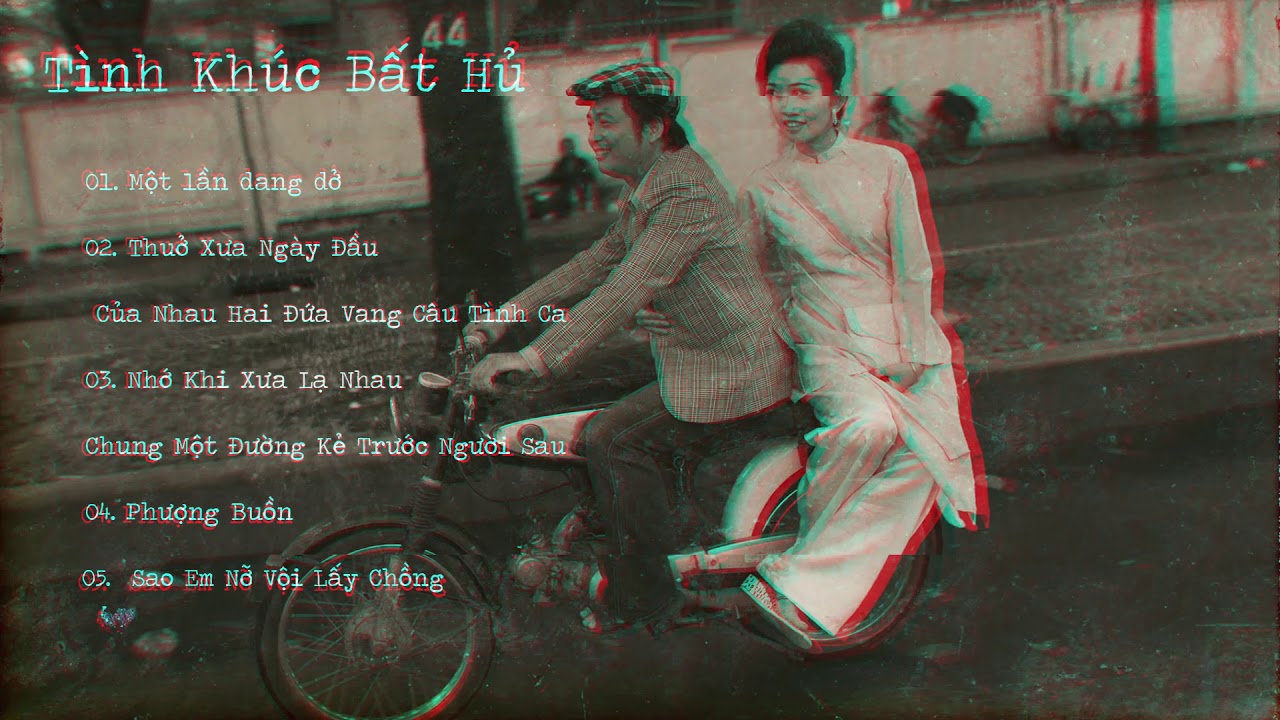 44
Tình Khúc Bất Hủ
01. Một lần dang dở
02. Thuở Xưa Ngày Đầu
Của Nhau Hai Đứa Vang Câu Tình Ca
03. Nhớ Khi Xưa Lạ Nhau
Chung Một Đường Kẻ Trước Người Sau
04. Phượng Buồn
05. Sao Em Nỡ Vội Lấy Chồng